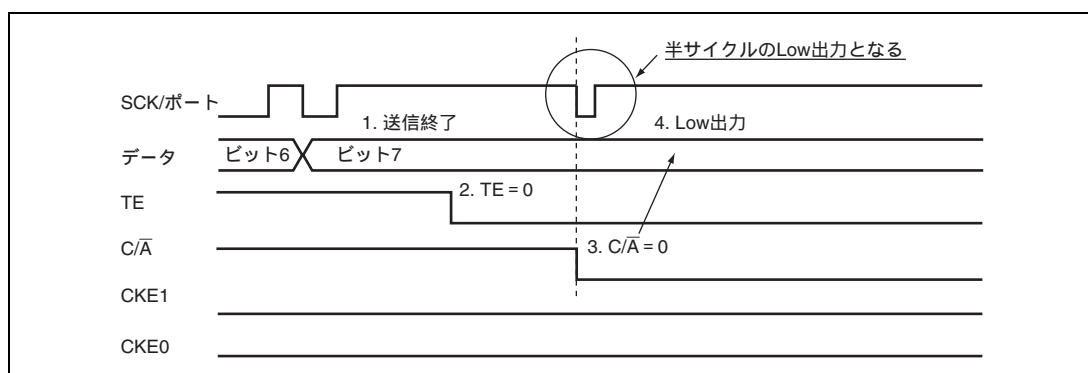 半サイクルのLow出力となる
SCK/ポート
1. 送信終了
4. Low出力
データ
ビット6
ビット7
TE
2. TE = 0
C/A̅
3. C/A̅ = 0
CKE1
CKE0